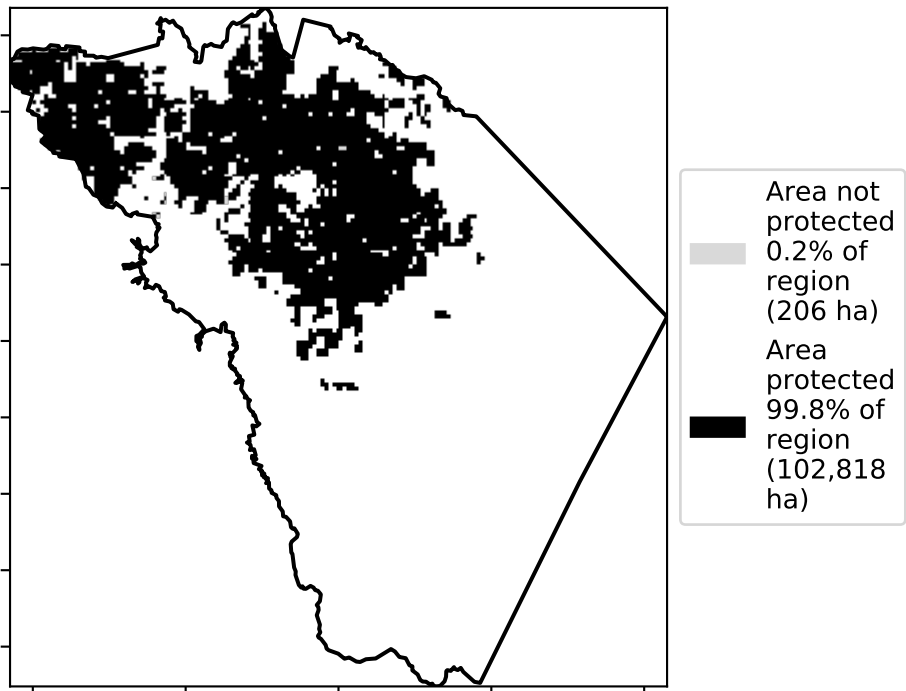 Area not
protected
0.2% of
region
(206 ha)
Area
protected
99.8% of
region
(102,818
ha)